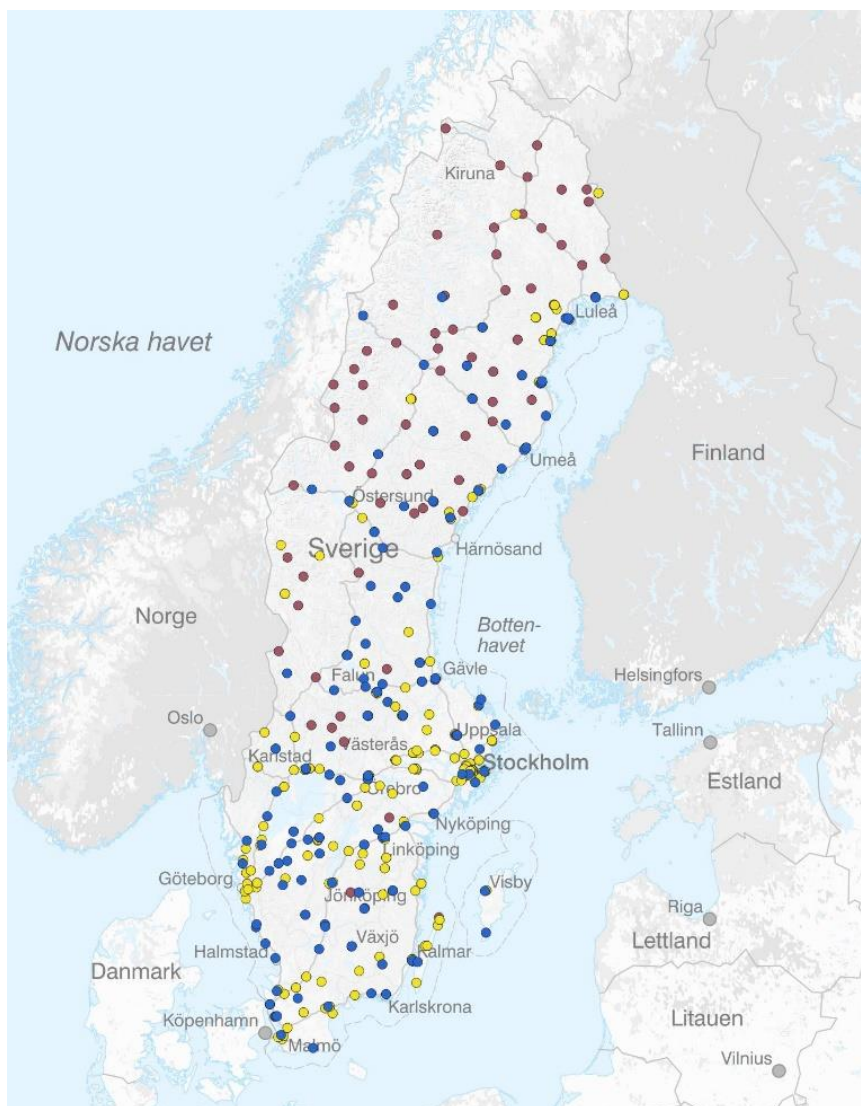 Kiruna
Luleå
Norska havet
Finland
Umeå
Östersund
Sverige
Härnösand
Norge
Botten-
havet
Gävle
Falun
Helsingfors
Oslo
Uppsala
Tallinn
Karlstad
Västerås
Stockholm
Estland
Örebro
Nyköping
Linköping
Göteborg
Visby
Jönköping
Riga
Växjö
Halmstad
Kalmar
Lettland
Danmark
Karlskrona
Köpenhamn
Litauen
Malmö
Vilnius